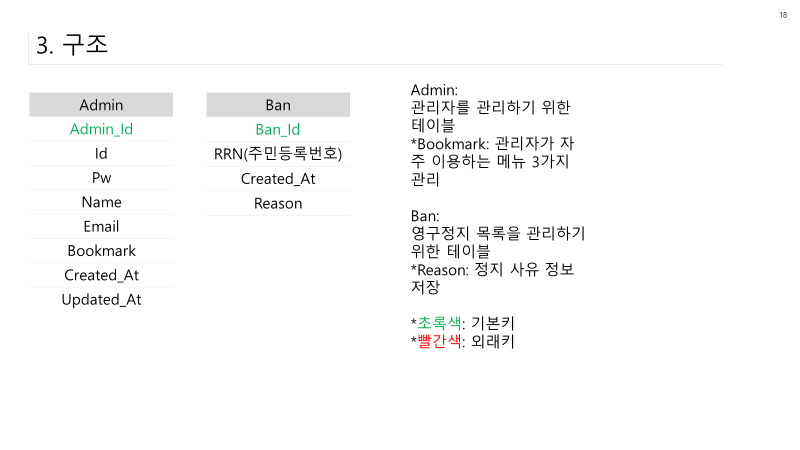 18
3. 구조
Admin
Admin_Id
Id
Pw
Name
Email
Bookmark
Created_At
Updated_At
Ban
Ban_Id
RRN(주민등록번호)
Created_At
Reason
Admin:
관리자를 관리하기 위한
테이블
*Bookmark: 관리자가 자
주 이용하는 메뉴 3가지
관리
Ban:
영구정지 목록을 관리하기
위한 테이블
*Reason: 정지 사유 정보
저장
*초록색: 기본키
*빨간색: 외래키